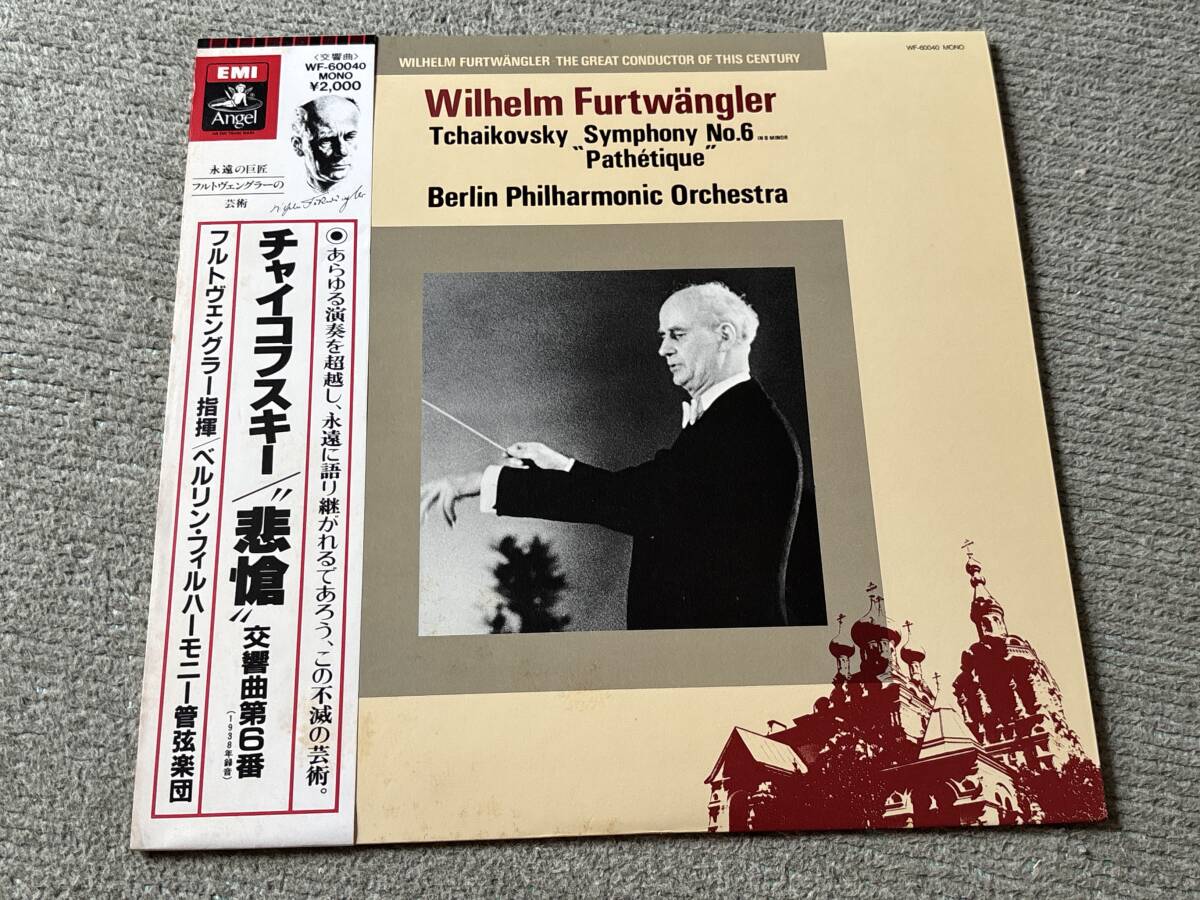 EMI
Angel
〈交響曲〉
WF-60040
MONO
¥2,000
永遠の巨匠
フルトヴェングラーの
芸術
◉あらゆる演奏を超越し、永遠に語り継がれるであろう、この不滅の芸術。
チャイコフスキー/"悲愴"交響曲第6番
(1938年録音)
フルトヴェングラー指揮/ベルリン・フィルハーモニー管弦楽団
WF-60040 MONO
WILHELM FURTWÄNGLER THE GREAT CONDUCTOR OF THIS CENTURY
Wilhelm Furtwängler
Tchaikovsky Symphony No.6 IN B MINOR
"Pathétique"
Berlin Philharmonic Orchestra